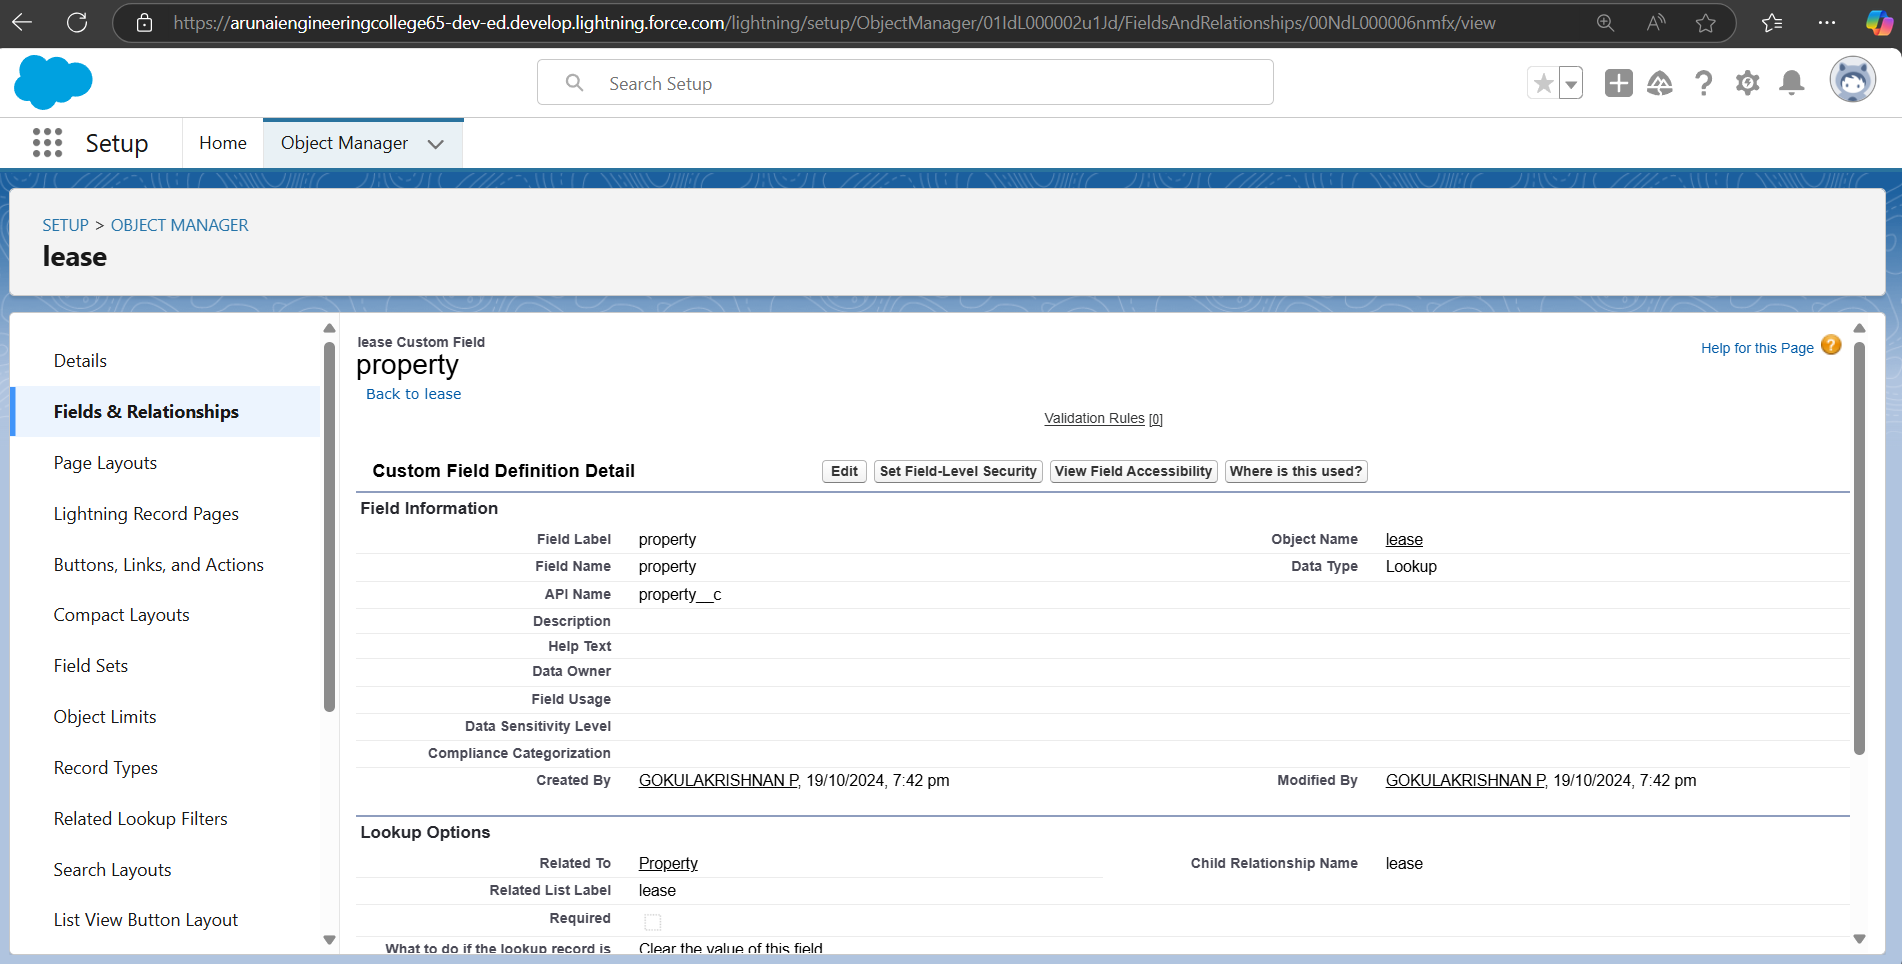 https://arunaiengineeringcollege65-dev-ed.develop.lightning.force.com/lightning/setup/ObjectManager/01IdL000002u1Jd/FieldsAndRelationships/00NdL000006nmfx/view
Search Setup
Setup
Home
Object Manager
SETUP > OBJECT MANAGER
lease
Details
Fields & Relationships
Page Layouts
Lightning Record Pages
Buttons, Links, and Actions
Compact Layouts
Field Sets
Object Limits
Record Types
Related Lookup Filters
Search Layouts
List View Button Layout
lease Custom Field
property
Back to lease
Help for this Page
Validation Rules [0]
Custom Field Definition Detail
Edit
Set Field-Level Security
View Field Accessibility
Where is this used?
Field Information
Field Label property Object Name lease
Field Name property Data Type Lookup
API Name property__c
Description
Help Text
Data Owner
Field Usage
Data Sensitivity Level
Compliance Categorization
Created By GOKULAKRISHNAN P, 19/10/2024, 7:42 pm Modified By GOKULAKRISHNAN P, 19/10/2024, 7:42 pm
Lookup Options
Related To Property Child Relationship Name lease
Related List Label lease
Required
What to do if the lookup record is Clear the value of this field